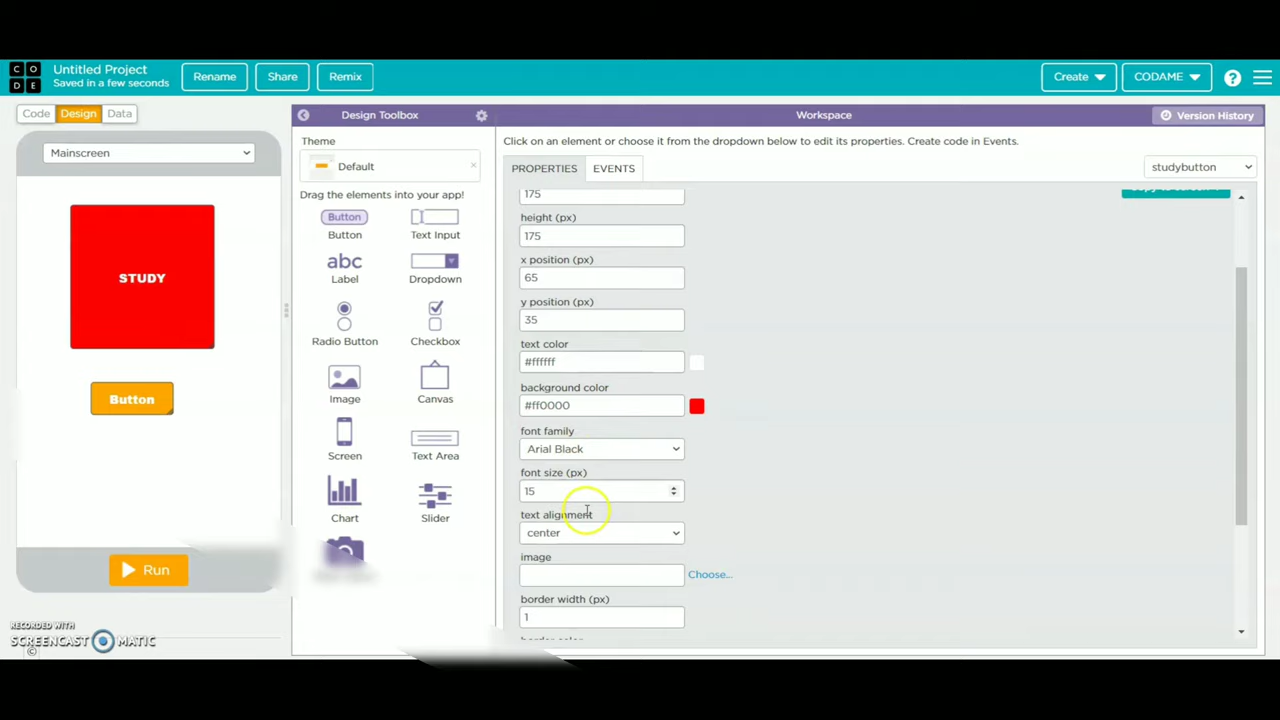 C O
D E
Untitled Project
Saved in a few seconds
Rename
Share
Remix
Create
CODAME
?
Code
Design
Data
Design Toolbox
Workspace
Version History
Mainscreen
Theme
Default
×
Click on an element or choose it from the dropdown below to edit its properties. Create code in Events.
PROPERTIES
EVENTS
studybutton
Drag the elements into your app!
Button
Button
Text Input
abc
Label
Dropdown
Radio Button
Checkbox
Image
Canvas
Screen
Text Area
Chart
Slider
STUDY
Button
Run
175
height (px)
175
x position (px)
65
y position (px)
35
text color
#ffffff
background color
#ff0000
font family
Arial Black
font size (px)
15
text alignment
center
image
Choose...
border width (px)
1
RECORDED WITH
SCREENCAST MATIC
©